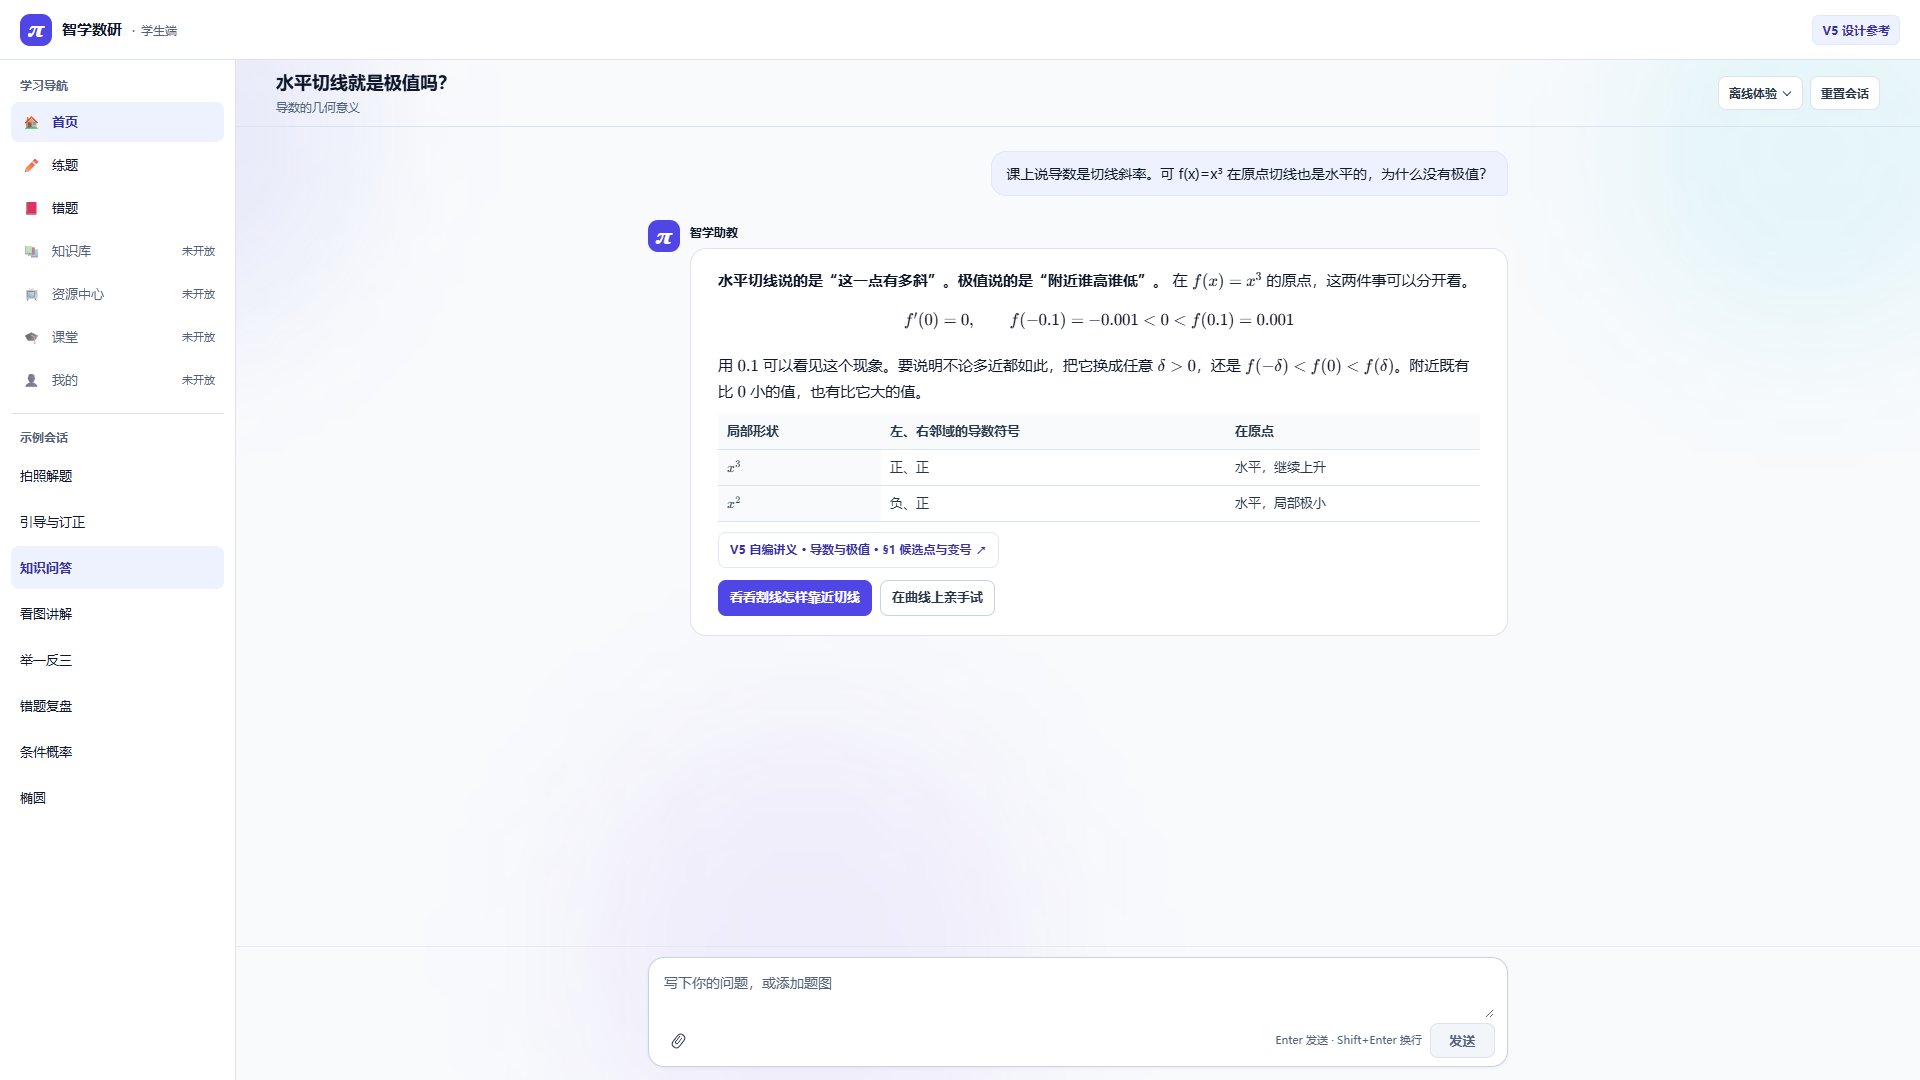 π 智学数研 · 学生端
V5 设计参考
学习导航
首页
练题
错题
知识库 未开放
资源中心 未开放
课堂 未开放
我的 未开放
示例会话
拍照解题
引导与订正
知识问答
看图讲解
举一反三
错题复盘
条件概率
椭圆
水平切线就是极值吗？
导数的几何意义
离线体验
重置会话
课上说导数是切线斜率。可 f(x)=x³ 在原点切线也是水平的，为什么没有极值？
π 智学助教
水平切线说的是“这一点有多斜”。极值说的是“附近谁高谁低”。 在 f(x) = x³ 的原点，这两件事可以分开看。
f′(0) = 0, f(−0.1) = −0.001 < 0 < f(0.1) = 0.001
用 0.1 可以看见这个现象。要说明不论多近都如此，把它换成任意 δ > 0，还是 f(−δ) < f(0) < f(δ)。附近既有
比 0 小的值，也有比它大的值。
局部形状 左、右邻域的导数符号 在原点
x³ 正、正 水平，继续上升
x² 负、正 水平，局部极小
V5 自编讲义 • 导数与极值 • §1 候选点与变号 ↗
看看割线怎样靠近切线
在曲线上亲手试
写下你的问题，或添加题图
Enter 发送 · Shift+Enter 换行
发送